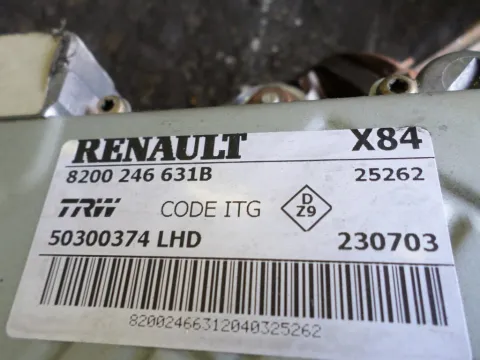 RENAULT X84
8200 246 631B 25262
TRW CODE ITG D Z9
50300374 LHD 230703
82002466312040325262